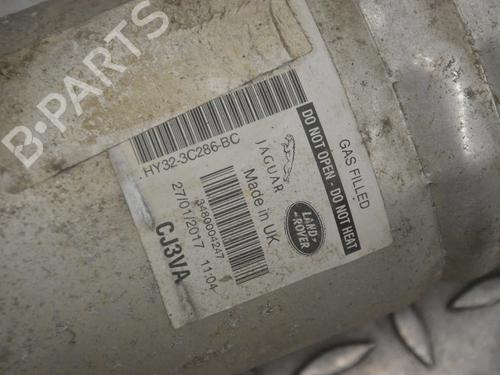 B-PARTS
HY32-3C286-BC
JAGUAR
Made in UK
LAND
ROVER
3480004247
27/01/2017 11:04
CJ3VA
DO NOT OPEN - DO NOT HEAT
GAS FILLED